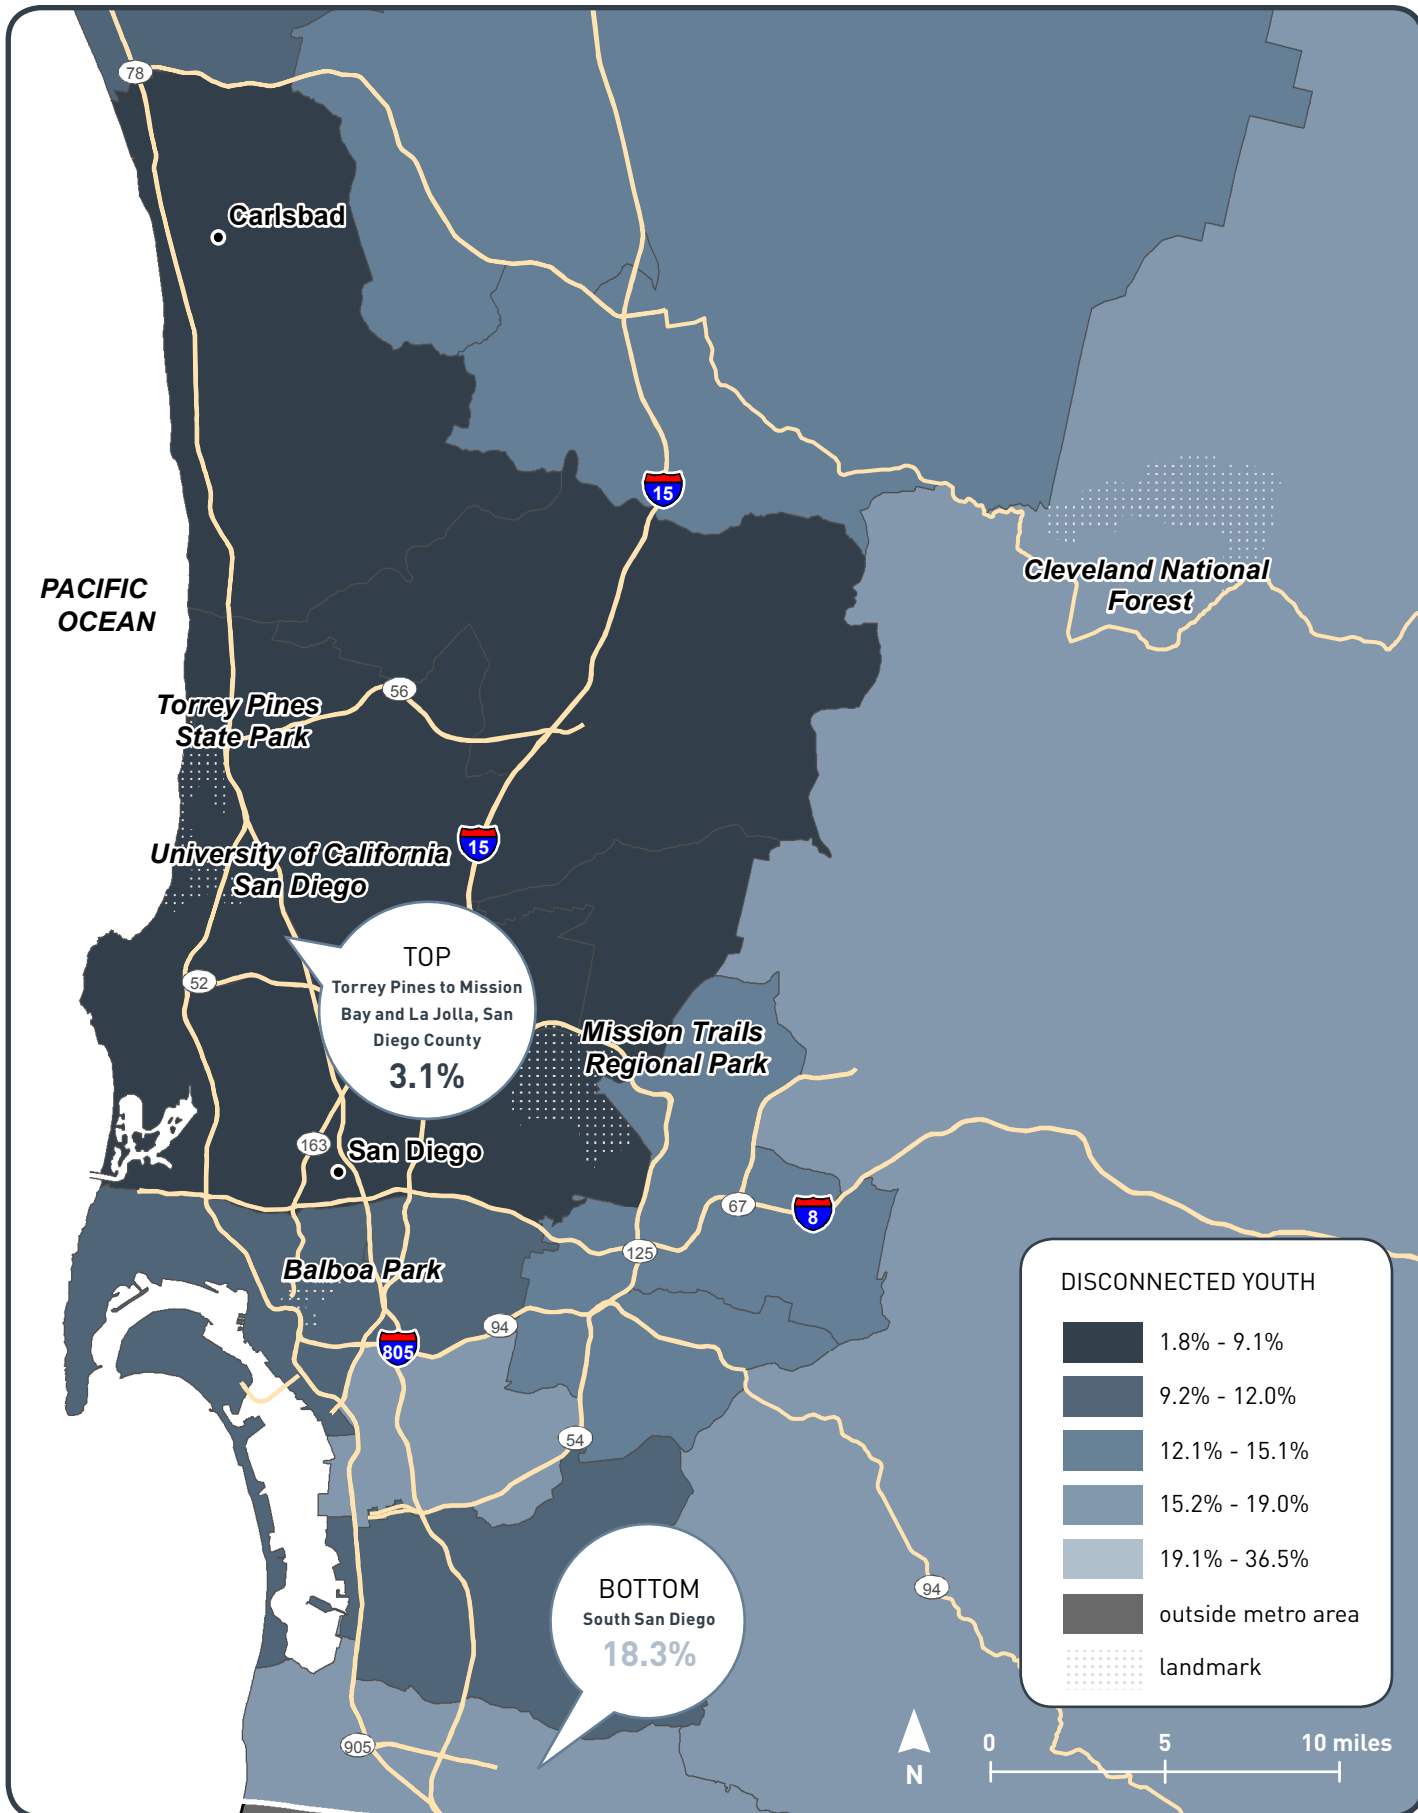 78
Carlsbad
15
Cleveland National
Forest
PACIFIC
OCEAN
56
Torrey Pines
State Park
15
University of California
San Diego
TOP
Torrey Pines to Mission
Bay and La Jolla, San
Diego County
3.1%
52
Mission Trails
Regional Park
163
San Diego
67
8
125
Balboa Park
94
805
54
DISCONNECTED YOUTH
1.8% - 9.1%
9.2% - 12.0%
12.1% - 15.1%
15.2% - 19.0%
19.1% - 36.5%
outside metro area
landmark
BOTTOM
South San Diego
18.3%
94
905
N
0 5 10 miles